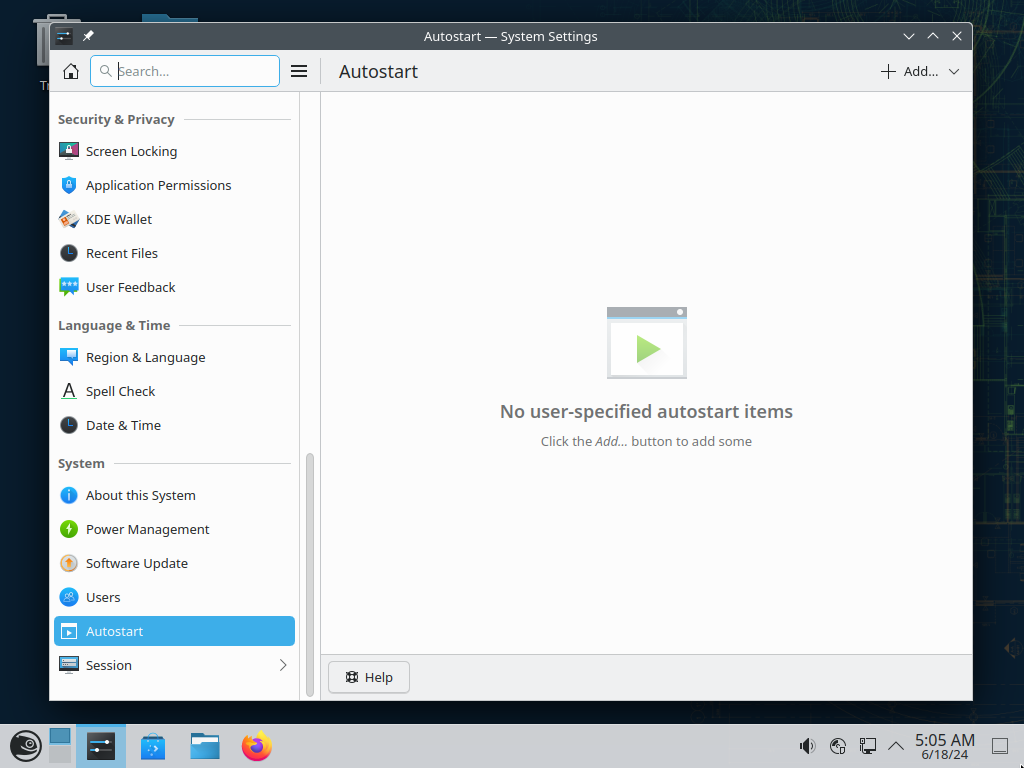 Autostart — System Settings
Search...
Autostart
Add...
Security & Privacy
Screen Locking
Application Permissions
KDE Wallet
Recent Files
User Feedback
Language & Time
Region & Language
Spell Check
Date & Time
System
About this System
Power Management
Software Update
Users
Autostart
Session
No user-specified autostart items
Click the Add... button to add some
Help
5:05 AM
6/18/24